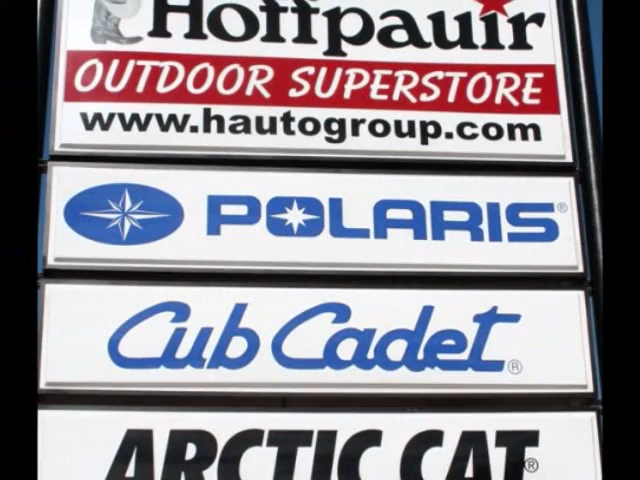 Hoffpauir
OUTDOOR SUPERSTORE
www.hautogroup.com
POLARIS®
Cub Cadet®
ARCTIC CAT®